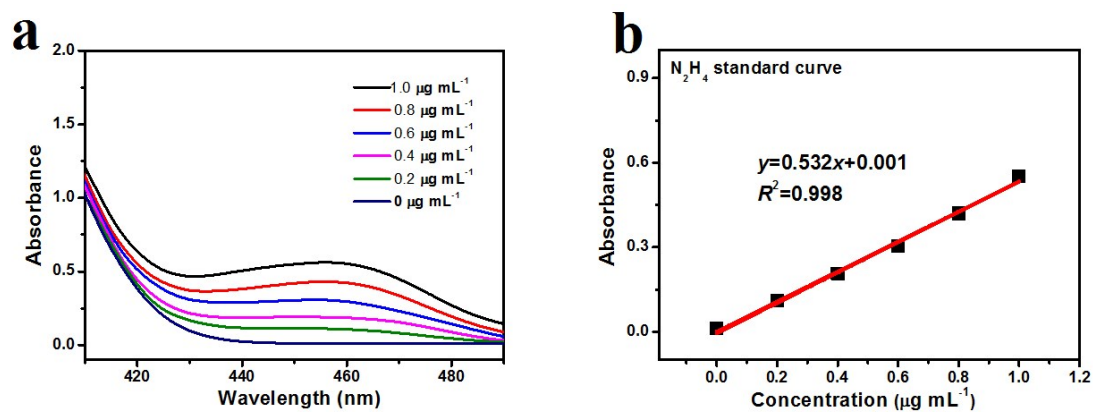 a
2.0
1.5
1.0
0.5
0.0
Absorbance
420
440
460
480
Wavelength (nm)
1.0 μg mL⁻¹
0.8 μg mL⁻¹
0.6 μg mL⁻¹
0.4 μg mL⁻¹
0.2 μg mL⁻¹
0 μg mL⁻¹
b
N₂H₄ standard curve
y=0.532x+0.001
R²=0.998
0.9
0.6
0.3
0.0
Absorbance
0.0
0.2
0.4
0.6
0.8
1.0
1.2
Concentration (μg mL⁻¹)